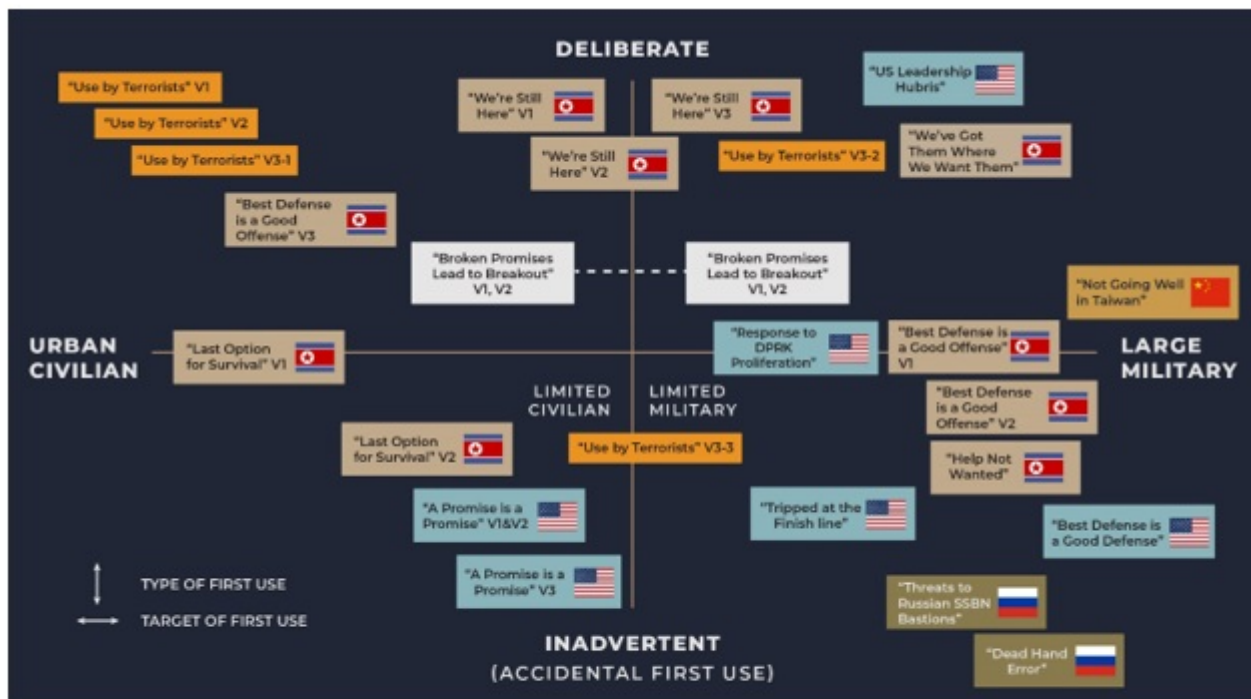 DELIBERATE
"Use by Terrorists" V1
"Use by Terrorists" V2
"Use by Terrorists" V3-1
"We're Still
Here" V1
"We're Still
Here" V2
"We're Still
Here" V3
"Use by Terrorists" V3-2
"US Leadership
Hubris"
"We've Got
Them Where
We Want Them"
"Best Defense
is a Good
Offense" V3
"Broken Promises
Lead to Breakout"
V1, V2
"Broken Promises
Lead to Breakout"
V1, V2
"Not Going Well
in Taiwan"
URBAN
CIVILIAN
"Last Option
for Survival" V1
"Response to
DPRK
Proliferation"
"Best Defense is
a Good Offense"
V1
LARGE
MILITARY
LIMITED
CIVILIAN
LIMITED
MILITARY
"Best Defense
is a Good
Offense" V2
"Last Option
for Survival" V2
"Use by Terrorists" V3-3
"Help Not
Wanted"
"A Promise is a
Promise" V1&V2
"Tripped at the
Finish line"
"Best Defense is
a Good Defense"
"A Promise is a
Promise" V3
"Threats to
Russian SSBN
Bastions"
TYPE OF FIRST USE
TARGET OF FIRST USE
INADVERTENT
(ACCIDENTAL FIRST USE)
"Dead Hand
Error"